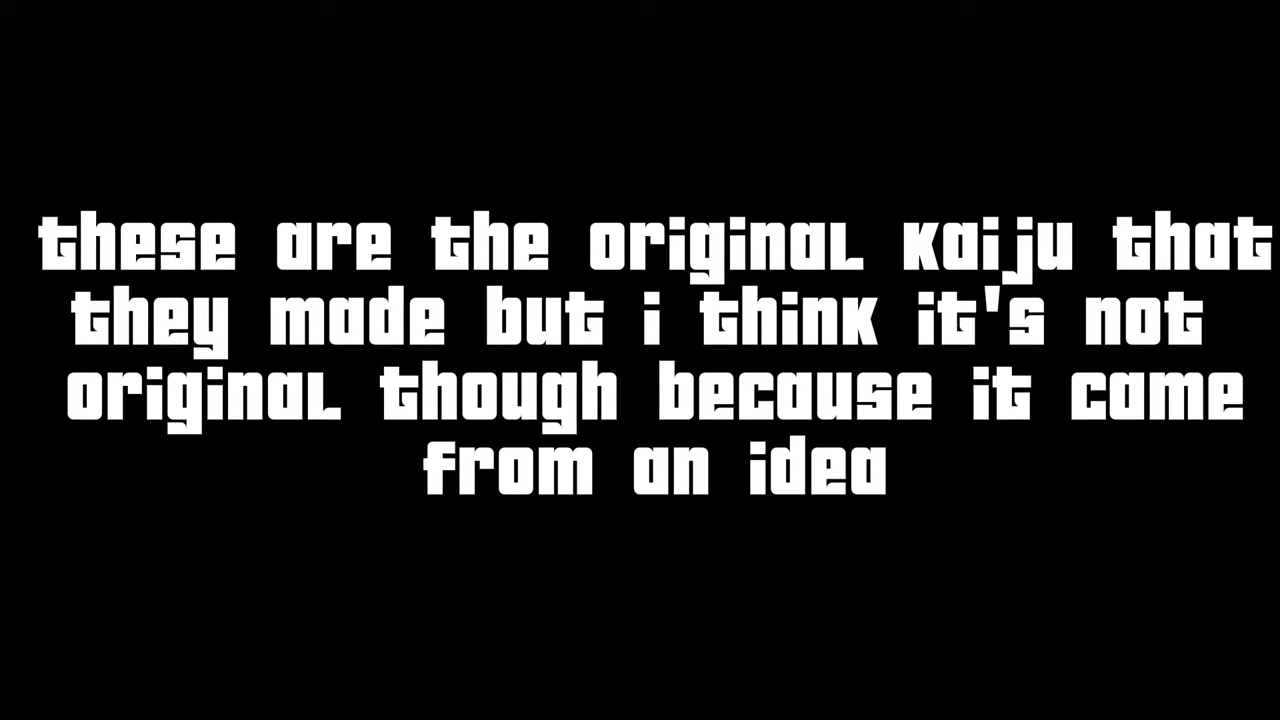 these are the original kaiju that
they made but i think it's not
original though because it came
from an idea